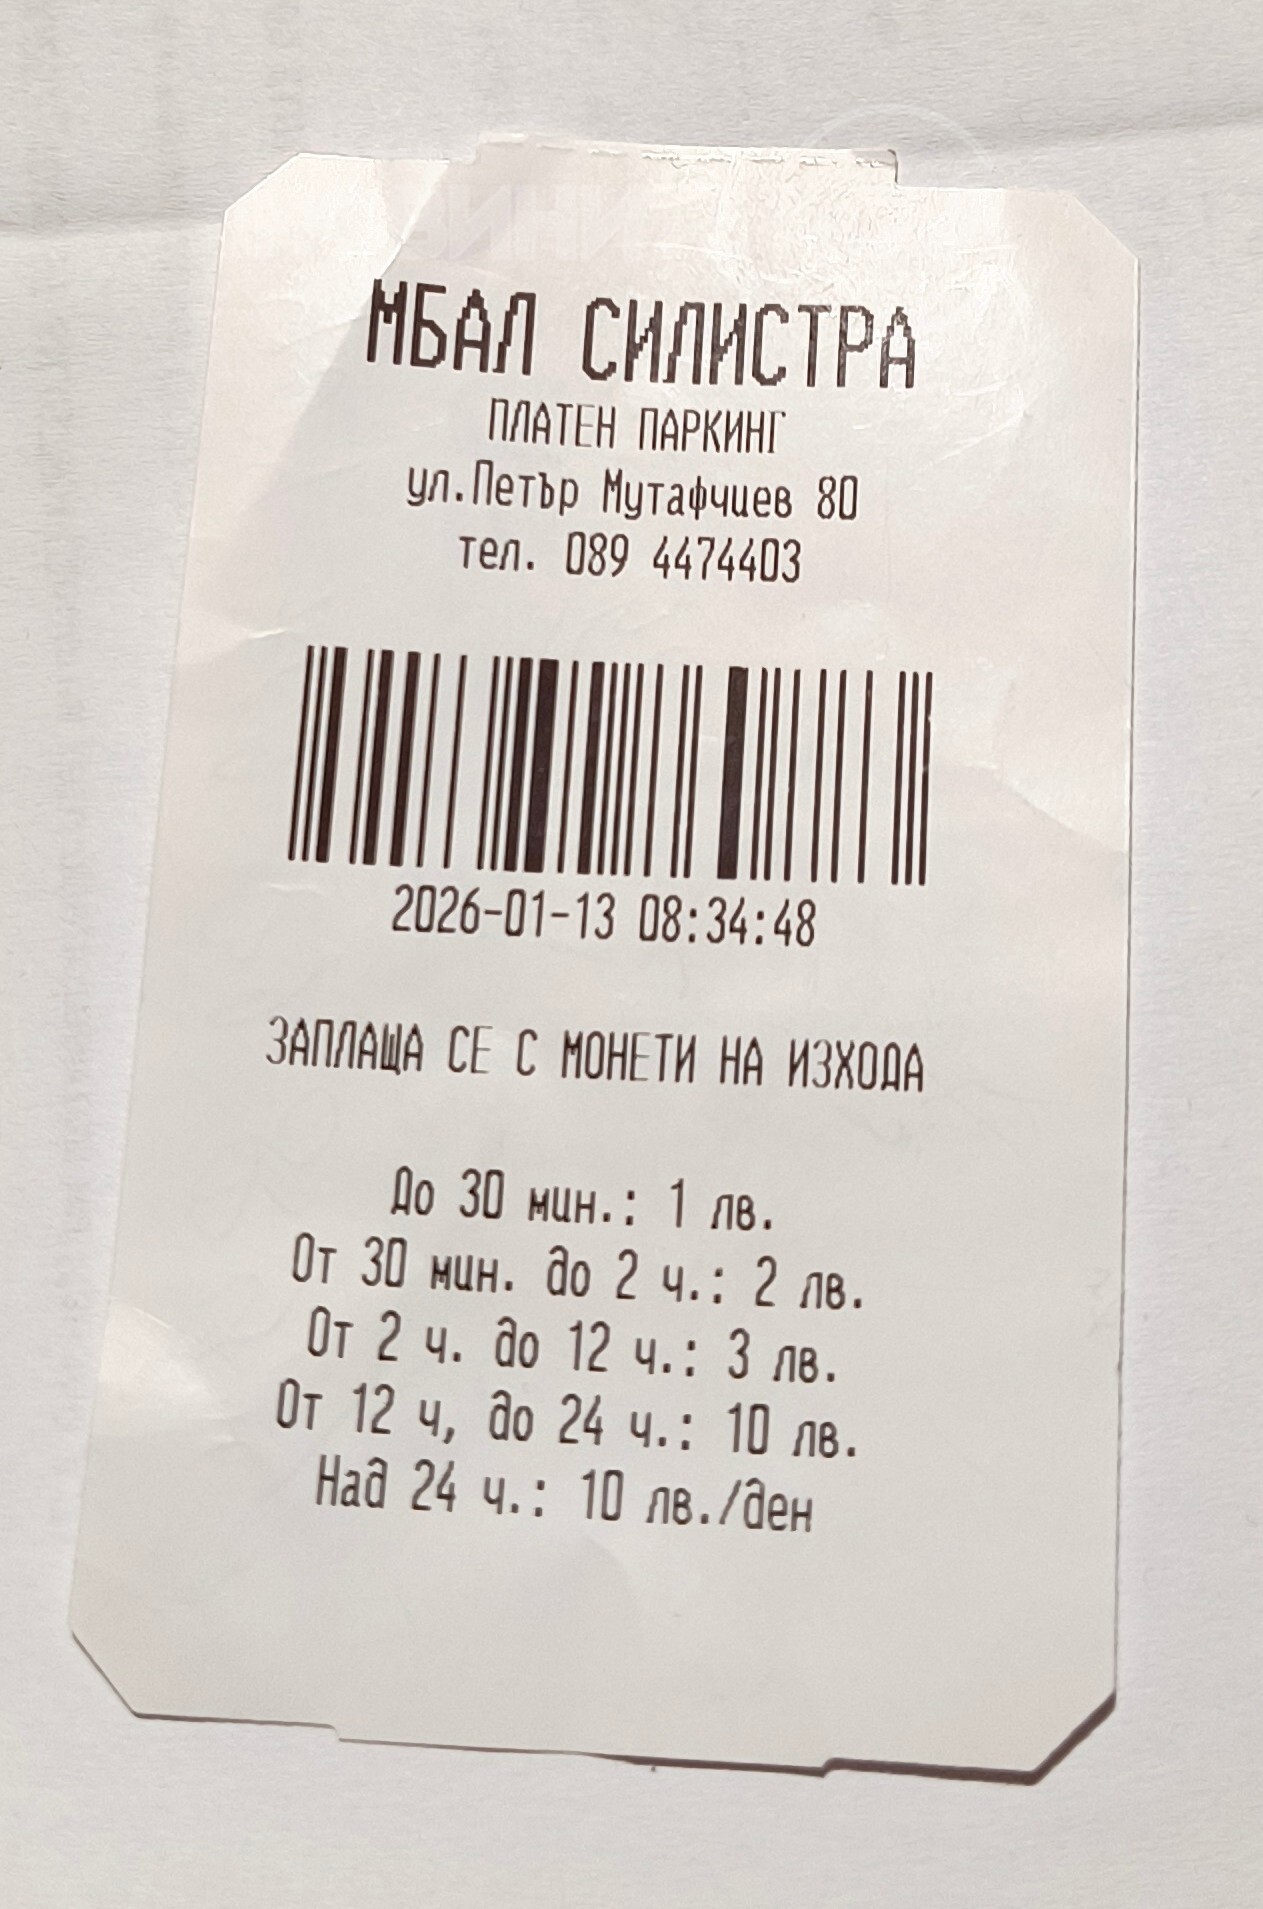 МБАЛ СИЛИСТРА
ПЛАТЕН ПАРКИНГ
ул.Петър Мутафчиев 80
тел. 089 4474403
2026-01-13 08:34:48
ЗАПЛАЩА СЕ С МОНЕТИ НА ИЗХОДА
До 30 мин.: 1 лв.
От 30 мин. до 2 ч.: 2 лв.
От 2 ч. до 12 ч.: 3 лв.
От 12 ч, до 24 ч.: 10 лв.
Над 24 ч.: 10 лв./ден